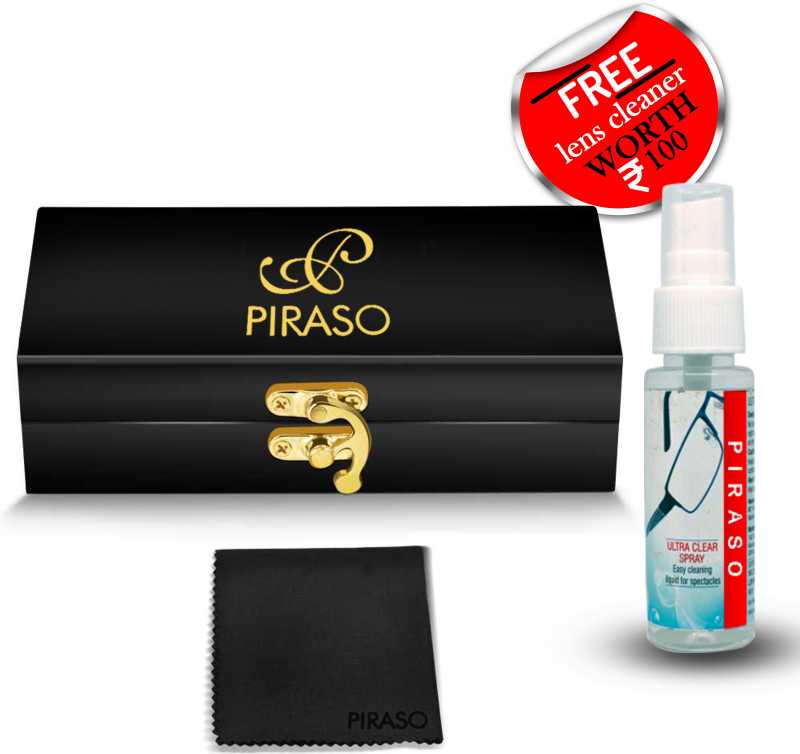 FREE
lens cleaner
WORTH
₹ 100
PIRASO
PIRASO
ULTRA CLEAR
SPRAY
Easy cleaning
liquid for spectacles
PIRASO